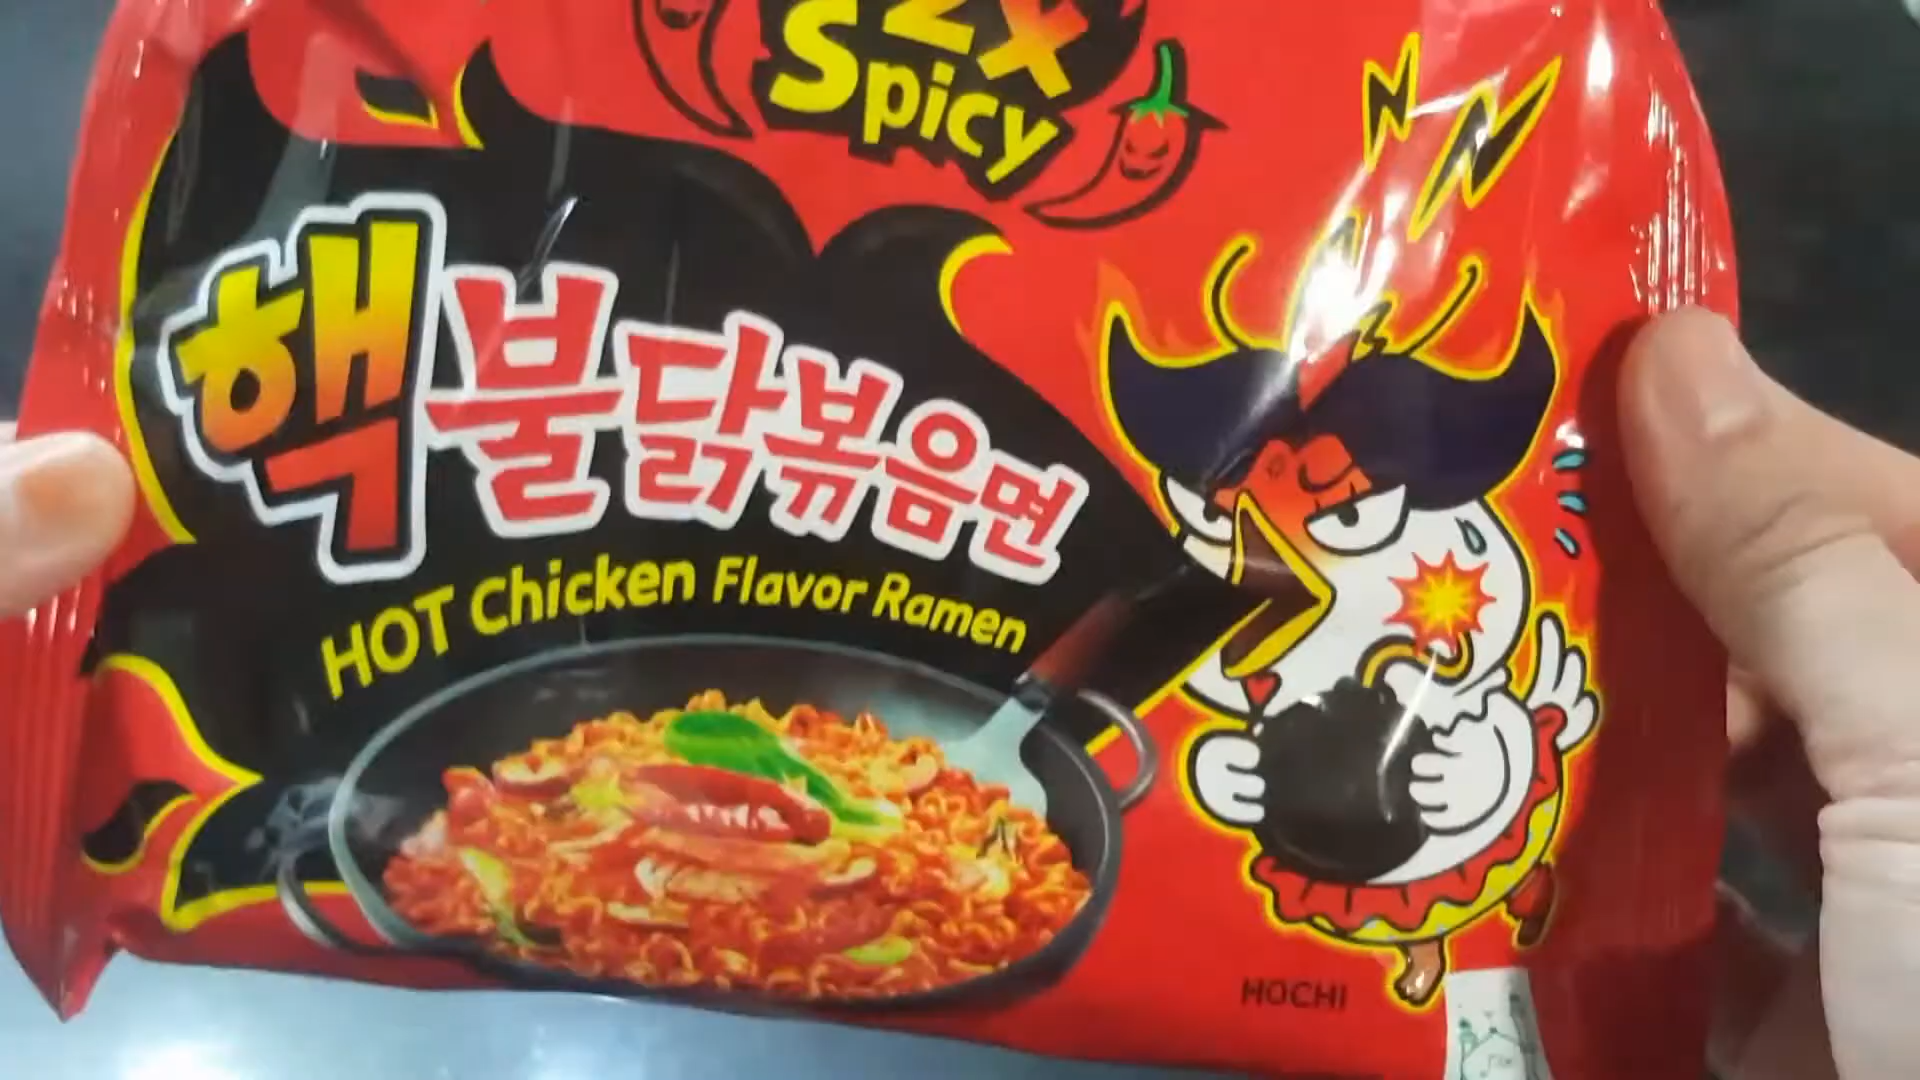 2x
Spicy
핵불닭볶음면
HOT Chicken Flavor Ramen
HOCHI